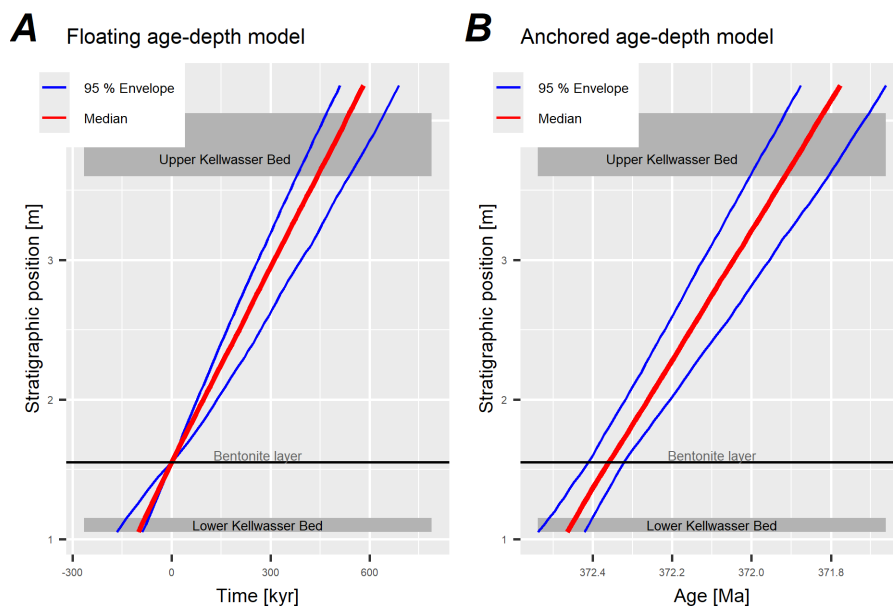 A Floating age-depth model
95 % Envelope
Median
Upper Kellwasser Bed
Bentonite layer
Lower Kellwasser Bed
Stratigraphic position [m]
3
2
1
-300 0 300 600
Time [kyr]
B Anchored age-depth model
95 % Envelope
Median
Upper Kellwasser Bed
Bentonite layer
Lower Kellwasser Bed
Stratigraphic position [m]
3
2
1
372.4 372.2 372.0 371.8
Age [Ma]